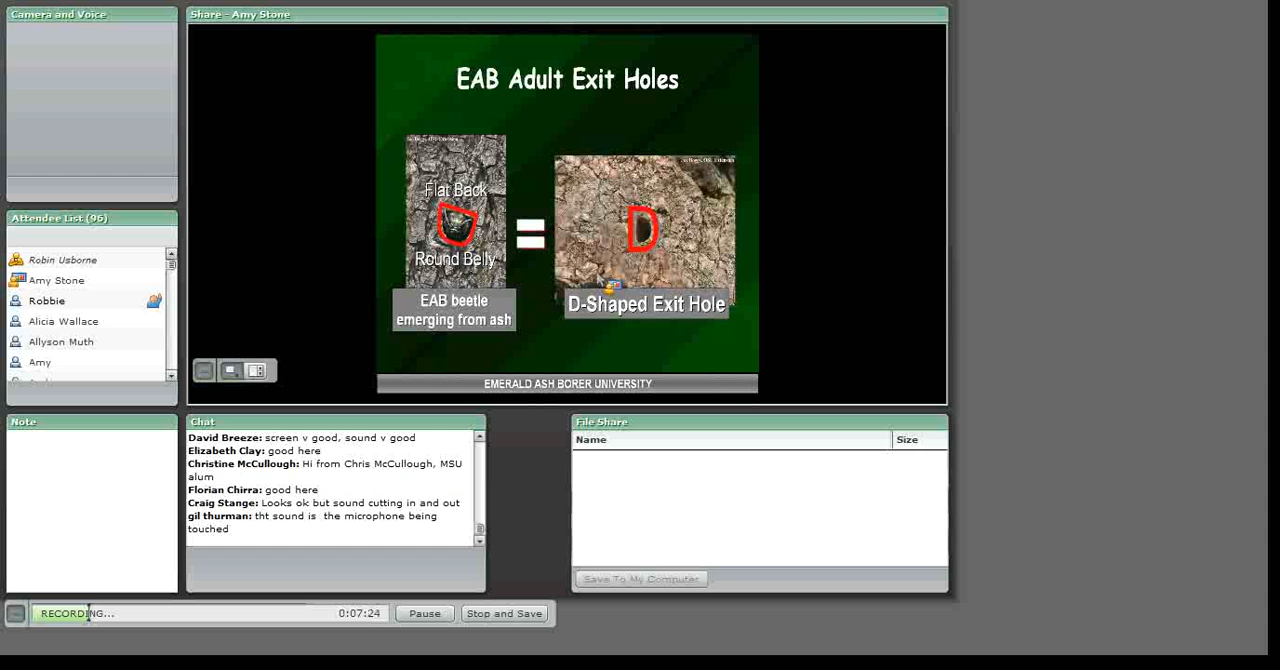 Camera and Voice
Share - Amy Stone
EAB Adult Exit Holes
Flat Back
Round Belly
EAB beetle
emerging from ash
D
D-Shaped Exit Hole
EMERALD ASH BORER UNIVERSITY
Attendee List (96)
Robin Usborne
Amy Stone
Robbie
Alicia Wallace
Allyson Muth
Amy
Note
Chat
David Breeze: screen v good, sound v good
Elizabeth Clay: good here
Christine McCullough: Hi from Chris McCullough, MSU
alum
Florian Chirra: good here
Craig Stange: Looks ok but sound cutting in and out
gil thurman: tht sound is the microphone being
touched
File Share
Name Size
Save To My Computer
RECORDING... 0:07:24 Pause Stop and Save